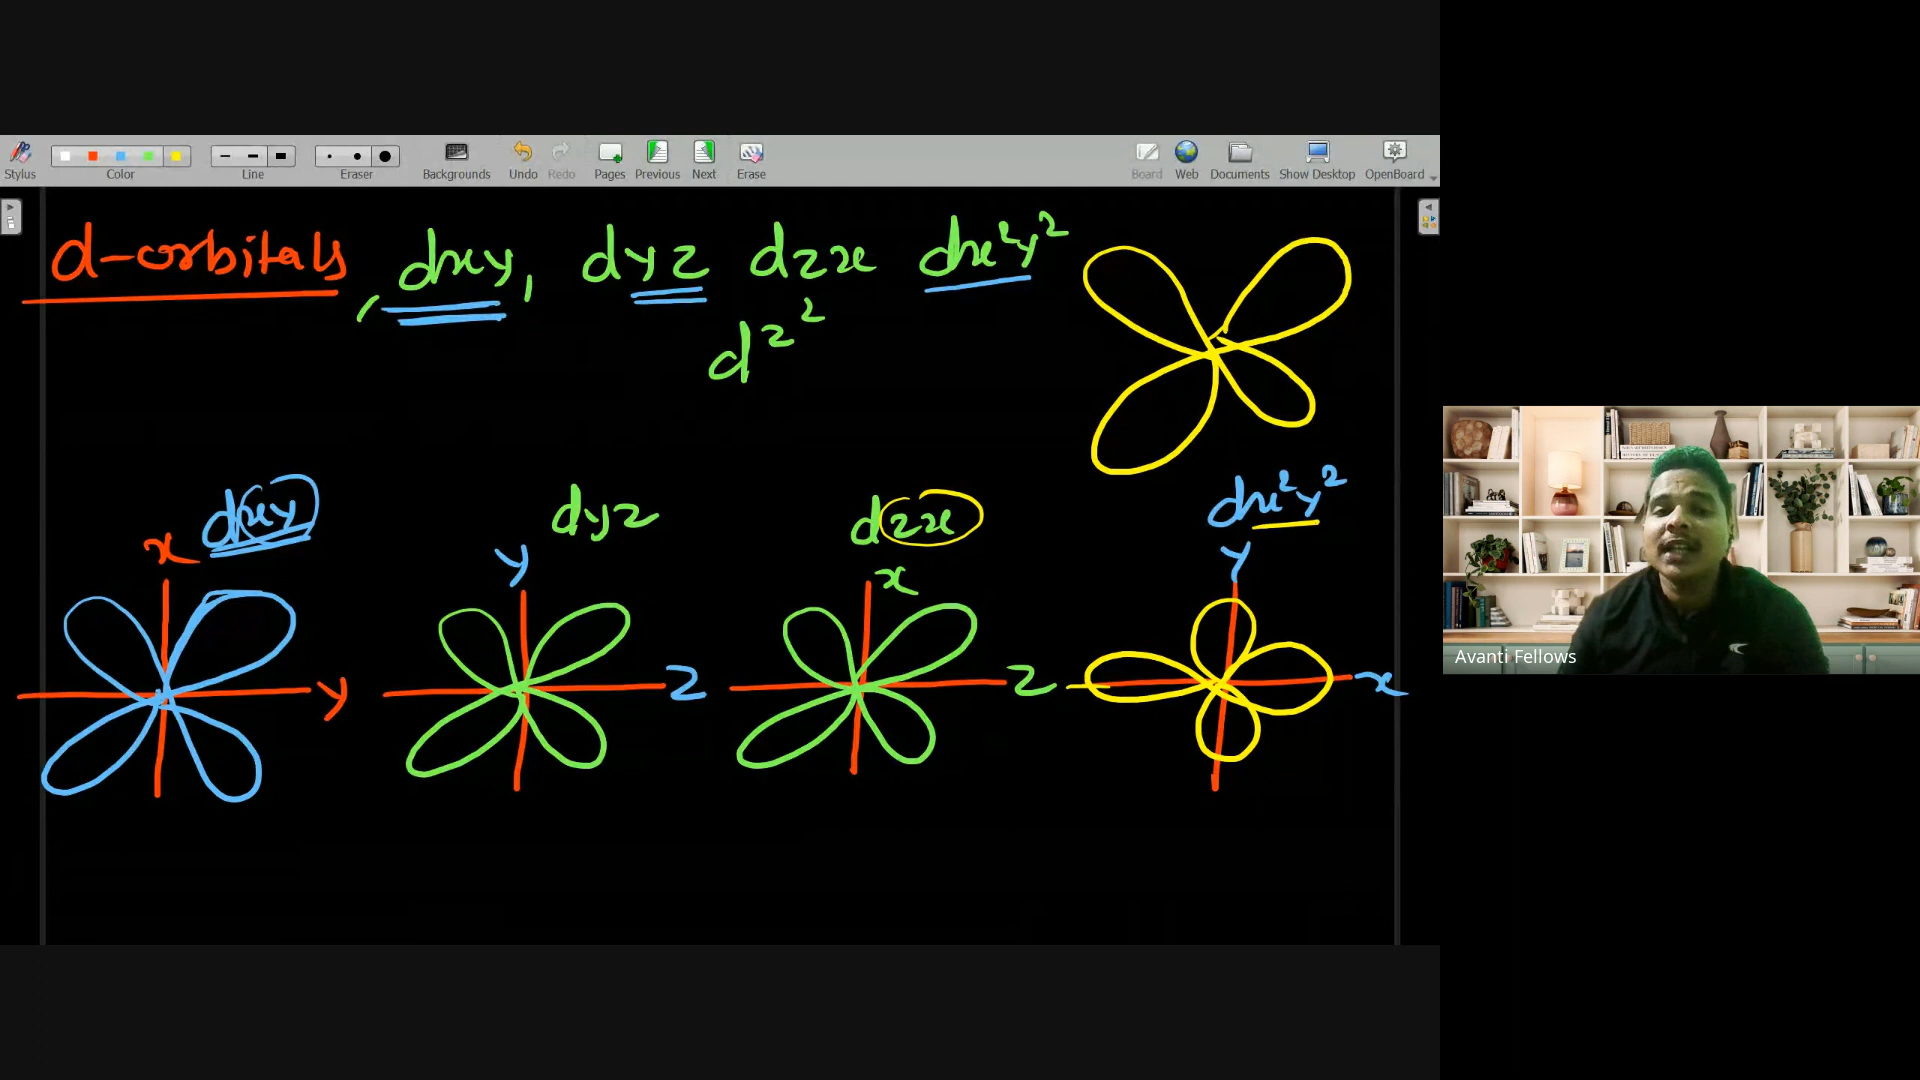 Stylus Color Line Eraser Backgrounds Undo Redo Pages Previous Next Erase Board Web Documents Show Desktop OpenBoard
d-orbitals, dxy, dyz dzx dx²y²
dz²
dxy dyz dzx dx²y²
x y x y
y z z x
Avanti Fellows